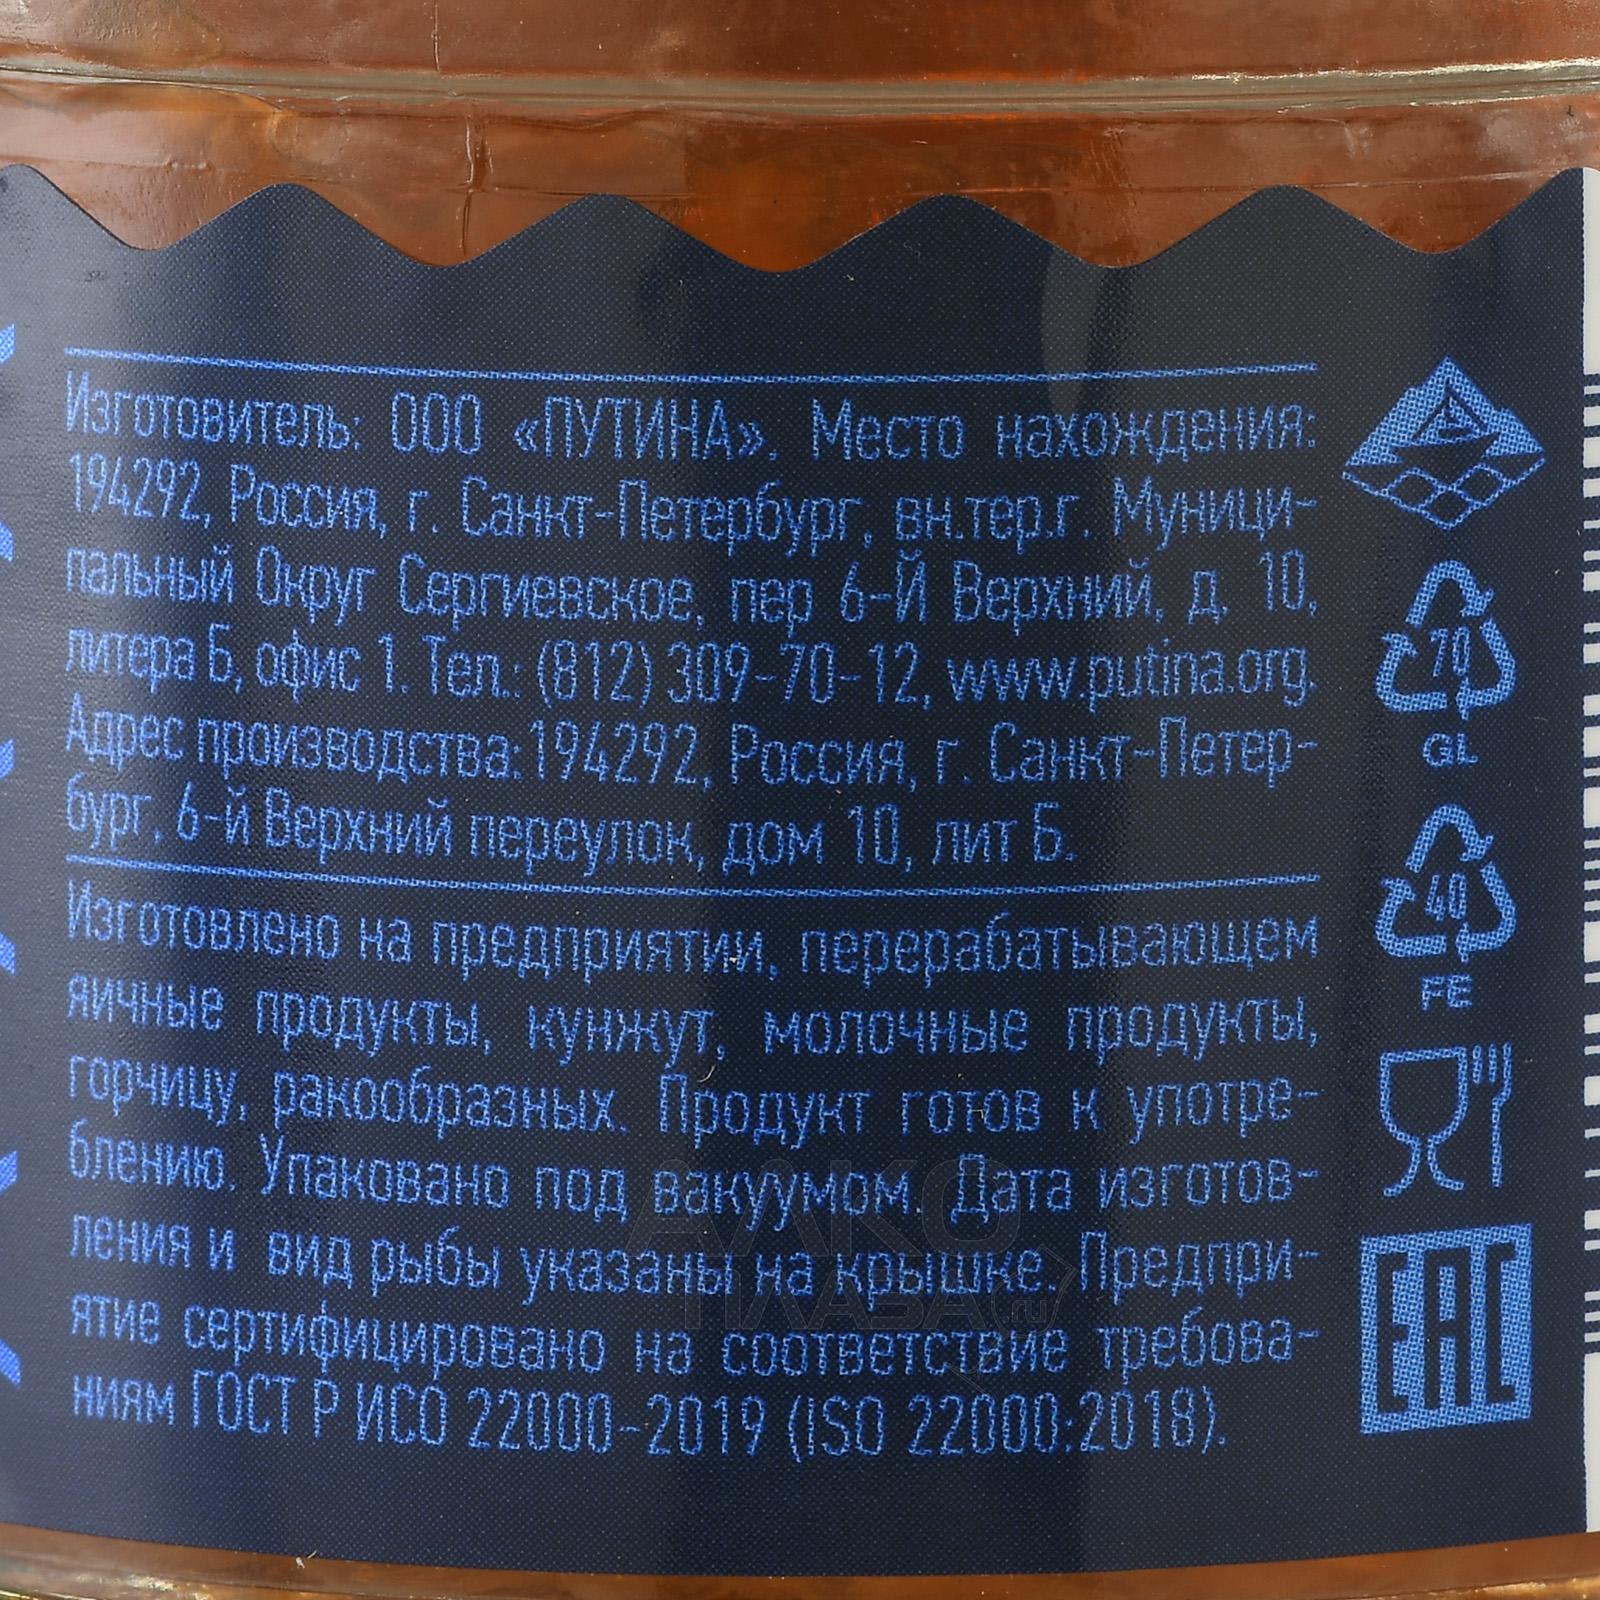 Изготовитель: ООО «ПУТИНА». Место нахождения:
194292, Россия, г. Санкт-Петербург, вн.тер.г. Муници-
пальный Округ Сергиевское, пер 6-Й Верхний, д. 10,
литера Б, офис 1. Тел.: (812) 309-70-12, www.putina.org.
Адрес производства: 194292, Россия, г. Санкт-Петер-
бург, 6-й Верхний переулок, дом 10, лит Б.
Изготовлено на предприятии, перерабатывающем
яичные продукты, кунжут, молочные продукты,
горчицу, ракообразных. Продукт готов к употре-
блению. Упаковано под вакуумом. Дата изготов-
ления и вид рыбы указаны на крышке. Предпри-
ятие сертифицировано на соответствие требова-
ниям ГОСТ Р ИСО 22000-2019 (ISO 22000:2018).
70
GL
40
FE
EAC
АЛКО
ПЛАЗА.ru